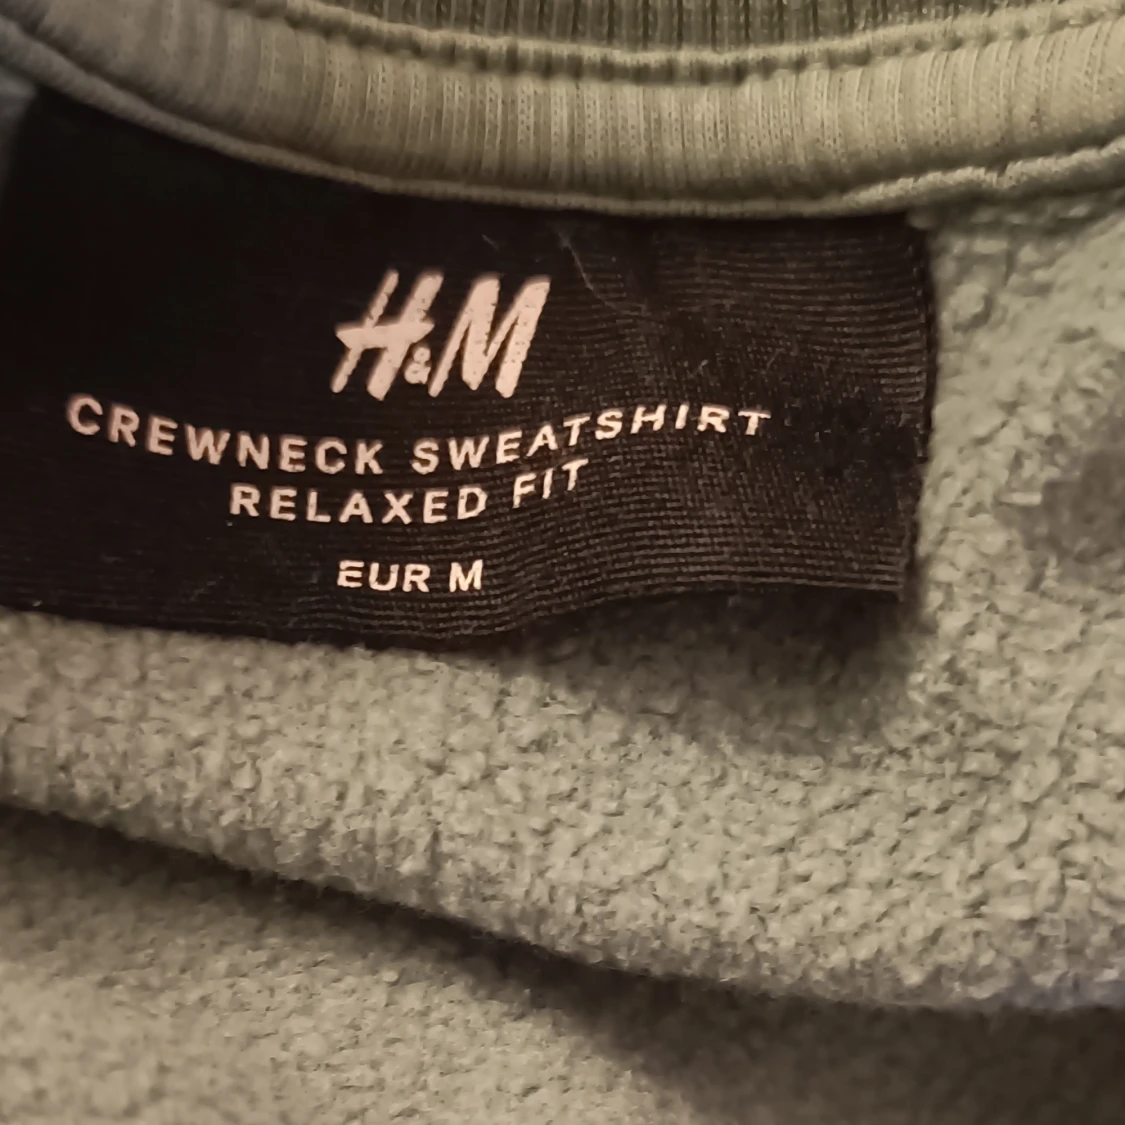 H&M
CREWNECK SWEATSHIRT
RELAXED FIT
EUR M